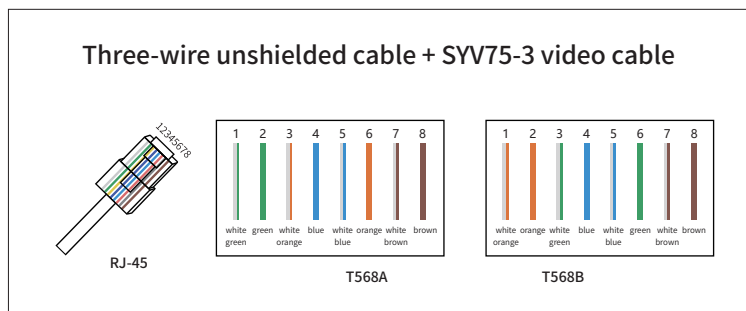 Three-wire unshielded cable + SYV75-3 video cable
12345678
RJ-45
1 2 3 4 5 6 7 8
white green green white orange blue white blue orange white brown brown
T568A
1 2 3 4 5 6 7 8
white orange orange white green blue white blue green white brown brown
T568B